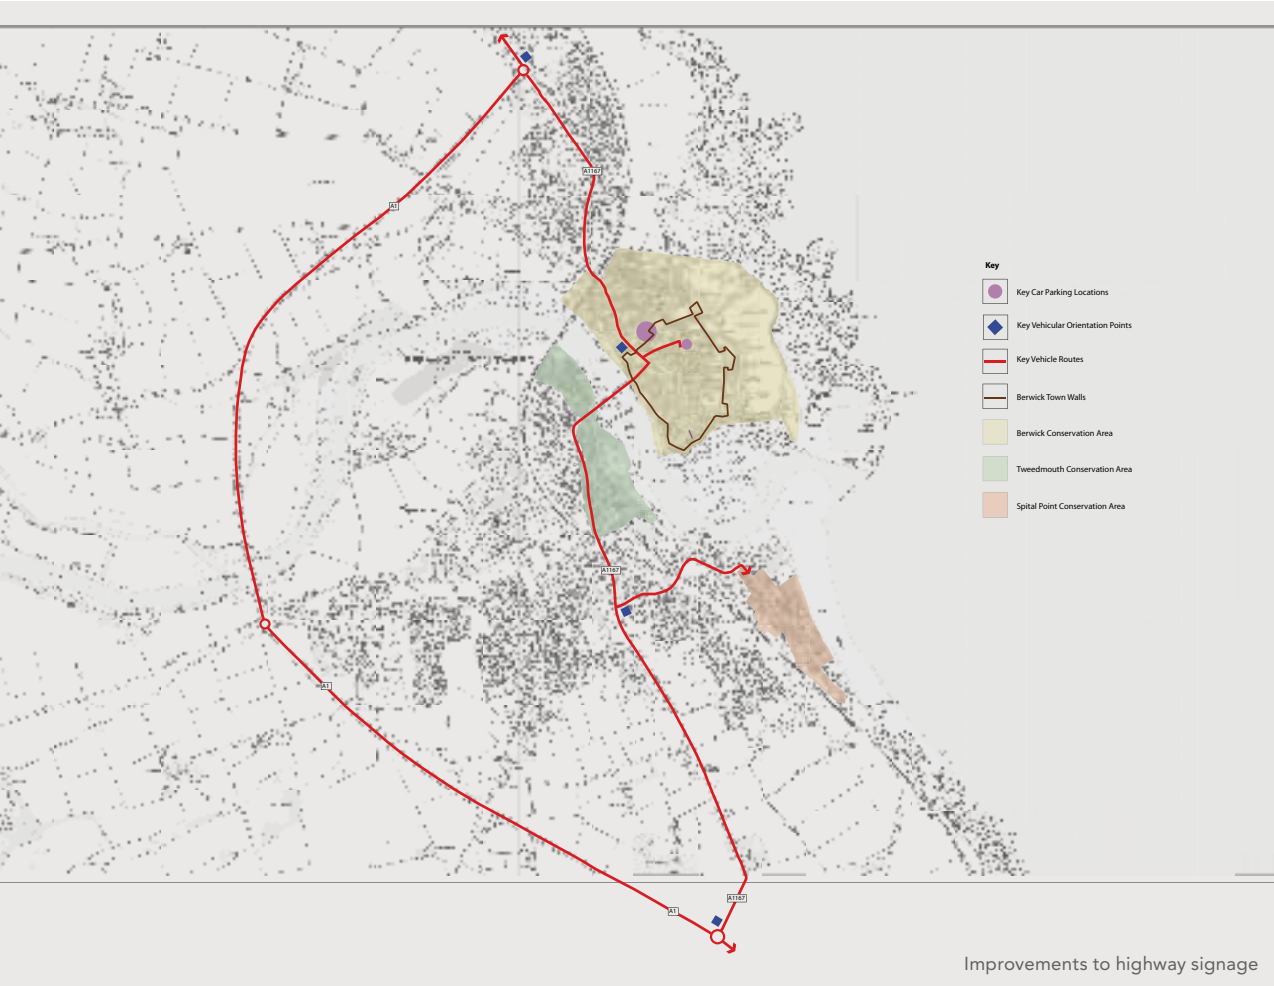 A1167
A1
Key
Key Car Parking Locations
Key Vehicular Orientation Points
Key Vehicle Routes
Berwick Town Walls
Berwick Conservation Area
Tweedmouth Conservation Area
Spital Point Conservation Area
A1167
A1
A1167
A1
Improvements to highway signage